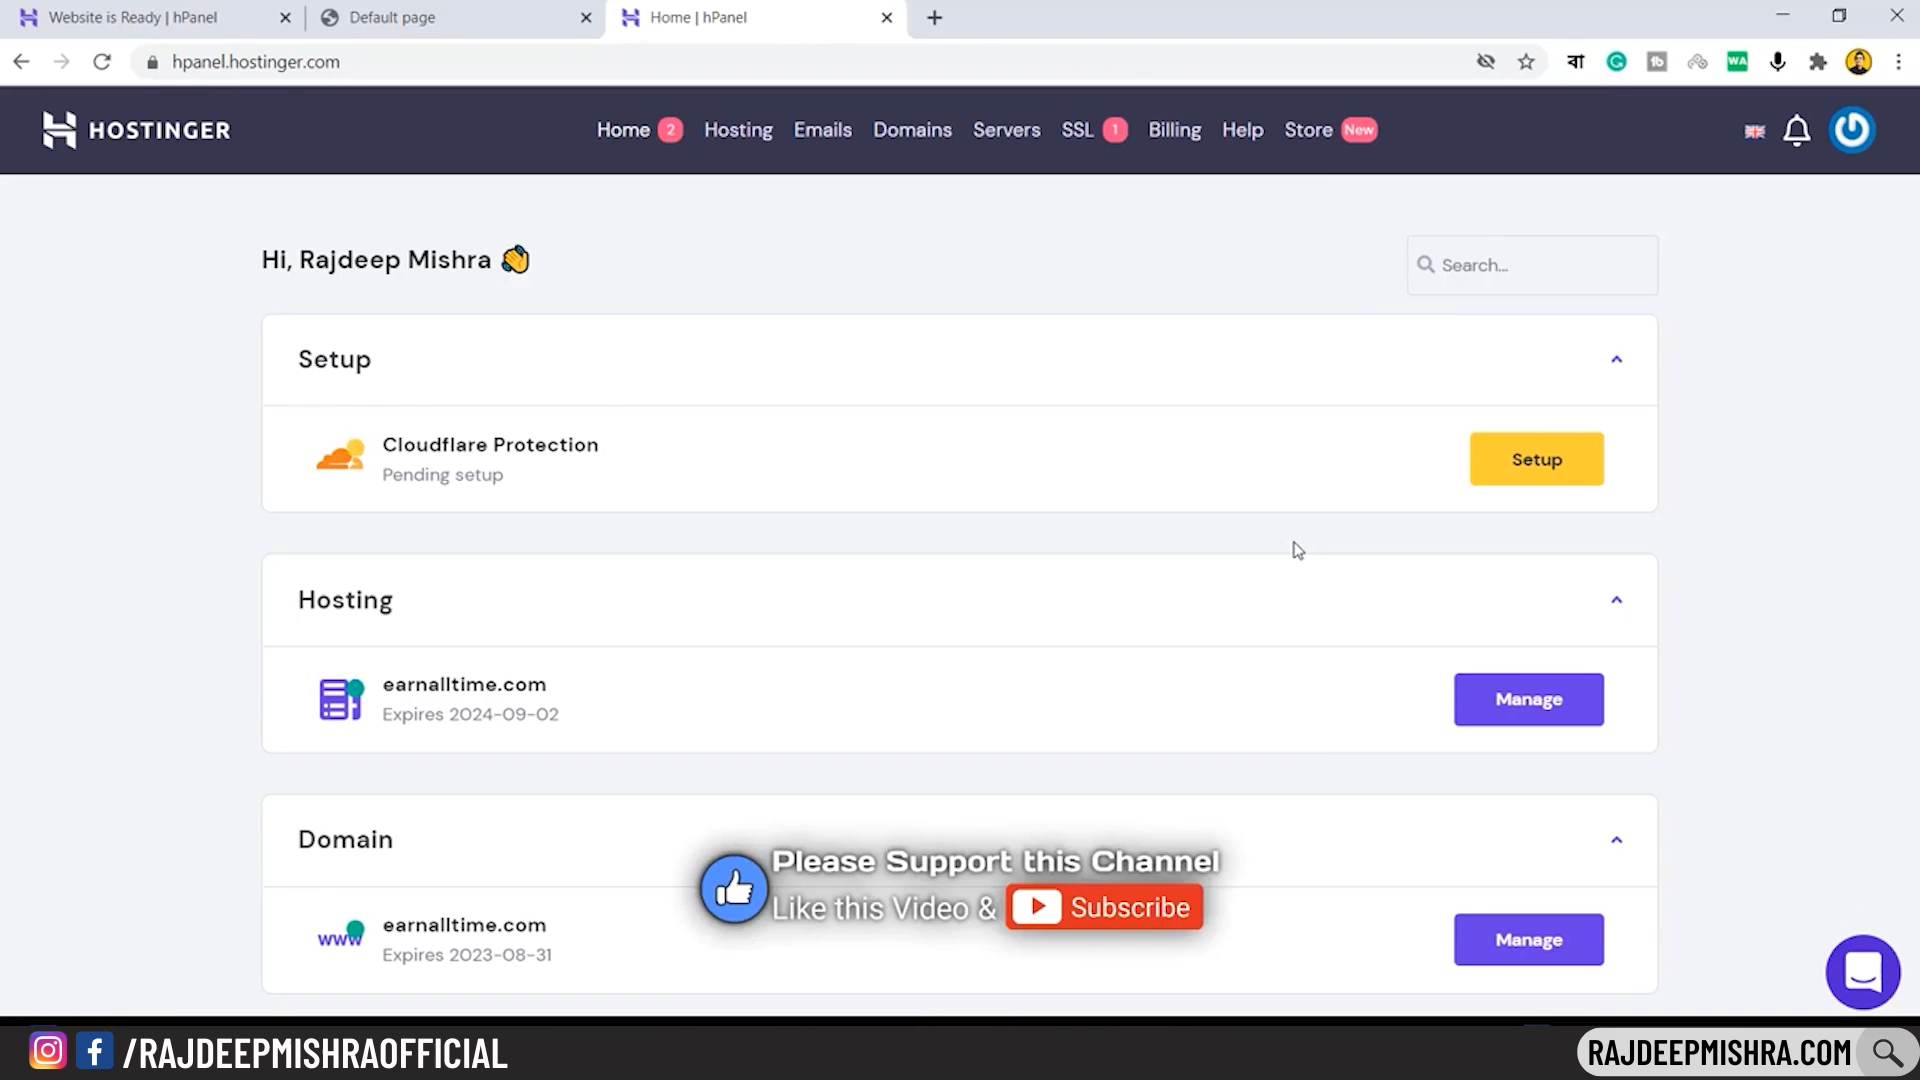 Website is Ready | hPanel
Default page
Home | hPanel
hpanel.hostinger.com
বা
WA
HOSTINGER
Home 2 Hosting Emails Domains Servers SSL 1 Billing Help Store New
Hi, Rajdeep Mishra
Search...
Setup
Cloudflare Protection
Pending setup
Setup
Hosting
earnalltime.com
Expires 2024-09-02
Manage
Domain
earnalltime.com
Expires 2023-08-31
Manage
www
Please Support this Channel
Like this Video & Subscribe
/RAJDEEPMISHRAOFFICIAL
RAJDEEPMISHRA.COM